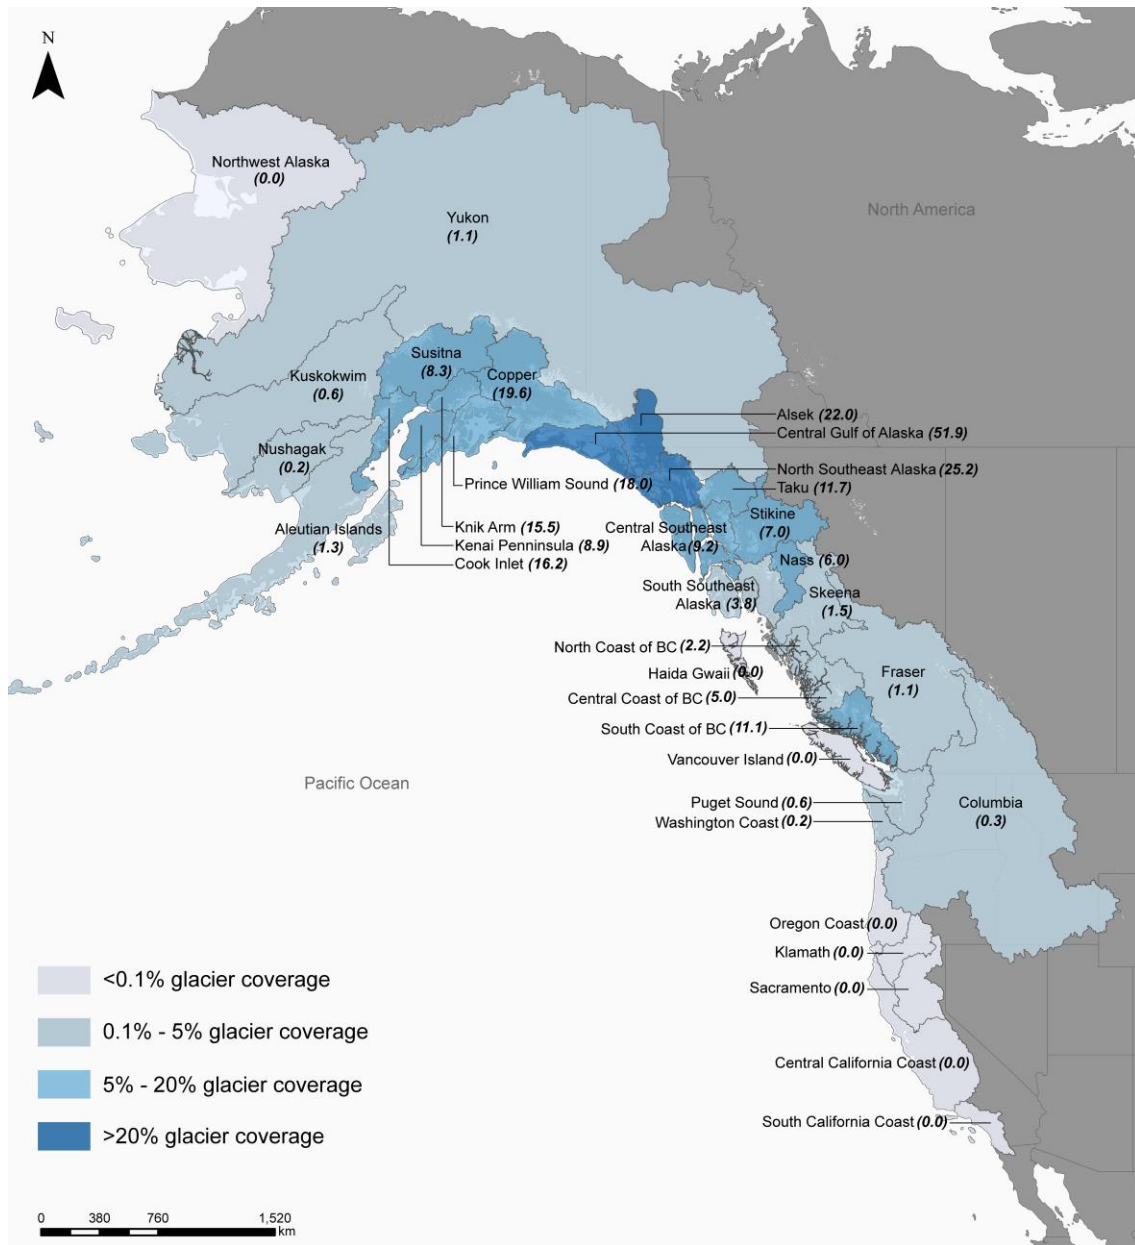 N
Northwest Alaska
(0.0)
North America
Yukon
(1.1)
Susitna
(8.3)
Copper
(19.6)
Kuskokwim
(0.6)
Alsek (22.0)
Central Gulf of Alaska (51.9)
Nushagak
(0.2)
North Southeast Alaska (25.2)
Taku (11.7)
Prince William Sound (18.0)
Stikine
(7.0)
Aleutian Islands
(1.3)
Knik Arm (15.5)
Kenai Penninsula (8.9)
Cook Inlet (16.2)
Central Southeast
Alaska (9.2)
Nass (6.0)
South Southeast
Alaska (3.8)
Skeena
(1.5)
North Coast of BC (2.2)
Haida Gwaii (0.0)
Fraser
(1.1)
Central Coast of BC (5.0)
South Coast of BC (11.1)
Vancouver Island (0.0)
Pacific Ocean
Puget Sound (0.6)
Washington Coast (0.2)
Columbia
(0.3)
Oregon Coast (0.0)
Klamath (0.0)
Sacramento (0.0)
Central California Coast (0.0)
South California Coast (0.0)
<0.1% glacier coverage
0.1% - 5% glacier coverage
5% - 20% glacier coverage
>20% glacier coverage
0 380 760 1,520
km